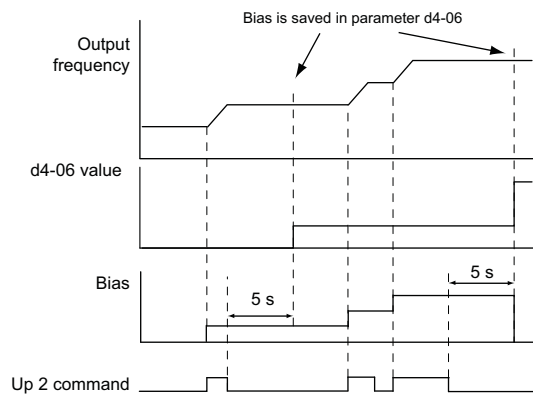 Bias is saved in parameter d4-06
Output
frequency
d4-06 value
Bias
5 s
5 s
Up 2 command